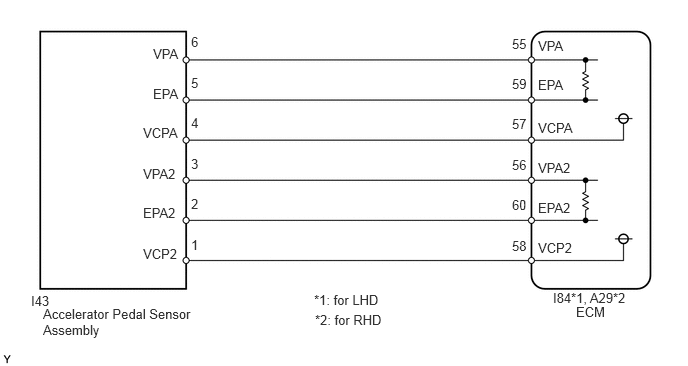 VPA 6 55 VPA
EPA 5 59 EPA
VCPA 4 57 VCPA
VPA2 3 56 VPA2
EPA2 2 60 EPA2
VCP2 1 58 VCP2
I43
Accelerator Pedal Sensor
Assembly
*1: for LHD
*2: for RHD
I84*1, A29*2
ECM
Y